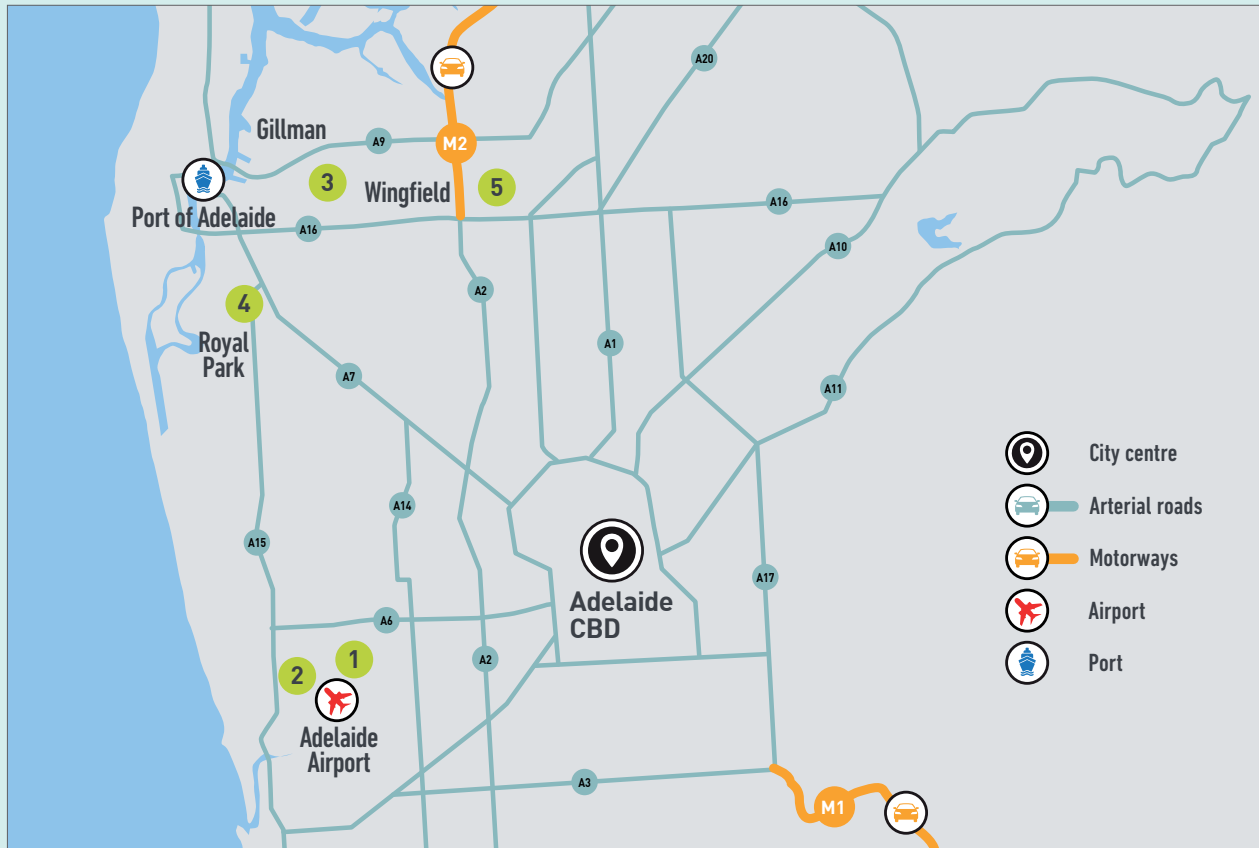 A20
Gillman
A9
M2
3
Wingfield
5
Port of Adelaide
A16
A16
A10
A2
4
Royal
Park
A1
A7
A11
City centre
A14
Arterial roads
A15
Motorways
A17
Adelaide
CBD
Airport
A6
1
2
A2
Port
Adelaide
Airport
A3
M1